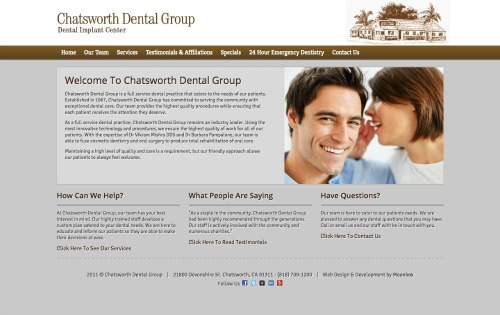 Chatsworth Dental Group
Dental Implant Center
Home Our Team Services Testimonials & Affiliations Specials 24 Hour Emergency Dentistry Contact Us
Welcome To Chatsworth Dental Group
Chatsworth Dental Group is a full service dental practice that caters to the needs of our patients.
Established in 1967, Chatsworth Dental Group has committed to serving the community with
exceptional dental care. Our team provides the highest quality procedures while ensuring that
each patient receives the attention they deserve.
As a full service dental practice, Chatsworth Dental Group remains an industry leader. Using the
most innovative technology and procedures, we ensure the highest quality of work for all of our
patients. With the expertise of Dr Vikram Mishra DDS and Dr Barbara Pampalone, our team is
able to fuse cosmetic dentistry and oral surgery to produce total rehabilitation of oral care.
Maintaining a high level of quality and care is a requirement, but our friendly approach allows
our patients to always feel welcome.
How Can We Help?
At Chatsworth Dental Group, our team has your best
interest in mind. Our highly trained staff develops a
custom plan catered to your dental needs. We are here to
educate and inform our patients so they are able to make
their decisions at ease.
Click Here To See Our Services
What People Are Saying
"As a staple in the community, Chatsworth Dental Group
had been highly recommended through the generations.
Our staff is actively involved with the community and
numerous charities."
Click Here To Read Testimonials
Have Questions?
Our team is here to cater to our patients needs. We are
pleased to answer any dental questions that you may have.
Call or email us and our staff with be in touch with you.
Click Here To Contact Us
2011 © Chatsworth Dental Group | 21800 Devonshire St. Chatsworth, CA 91311 - (818) 709-1200 | Web Design & Development by Moonbox
Follow Us